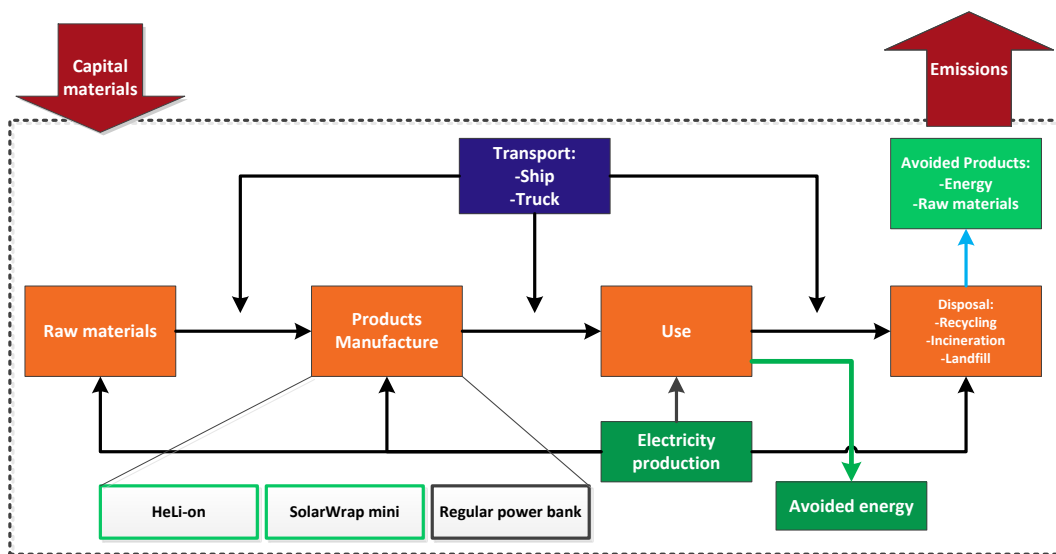 Capital
materials
Emissions
Transport:
-Ship
-Truck
Avoided Products:
-Energy
-Raw materials
Raw materials
Products
Manufacture
Use
Disposal:
-Recycling
-Incineration
-Landfill
Electricity
production
HeLi-on
SolarWrap mini
Regular power bank
Avoided energy